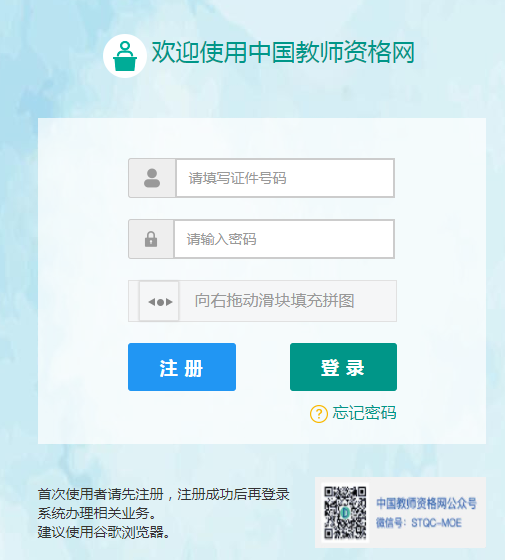 欢迎使用中国教师资格网
请填写证件号码
请输入密码
向右拖动滑块填充拼图
注 册
登 录
? 忘记密码
首次使用者请先注册，注册成功后再登录
系统办理相关业务。
建议使用谷歌浏览器。
中国教师资格网公众号
微信号：STQC-MOE